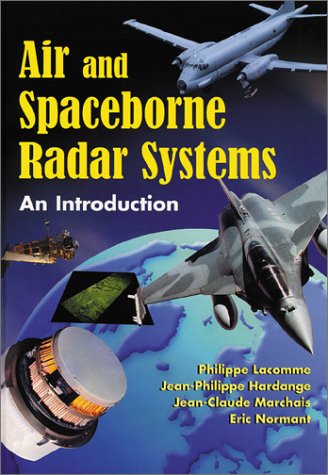 Air and
Spaceborne
Radar Systems
An Introduction
Philippe Lacomme
Jean-Philippe Hardange
Jean-Claude Marchais
Eric Normant